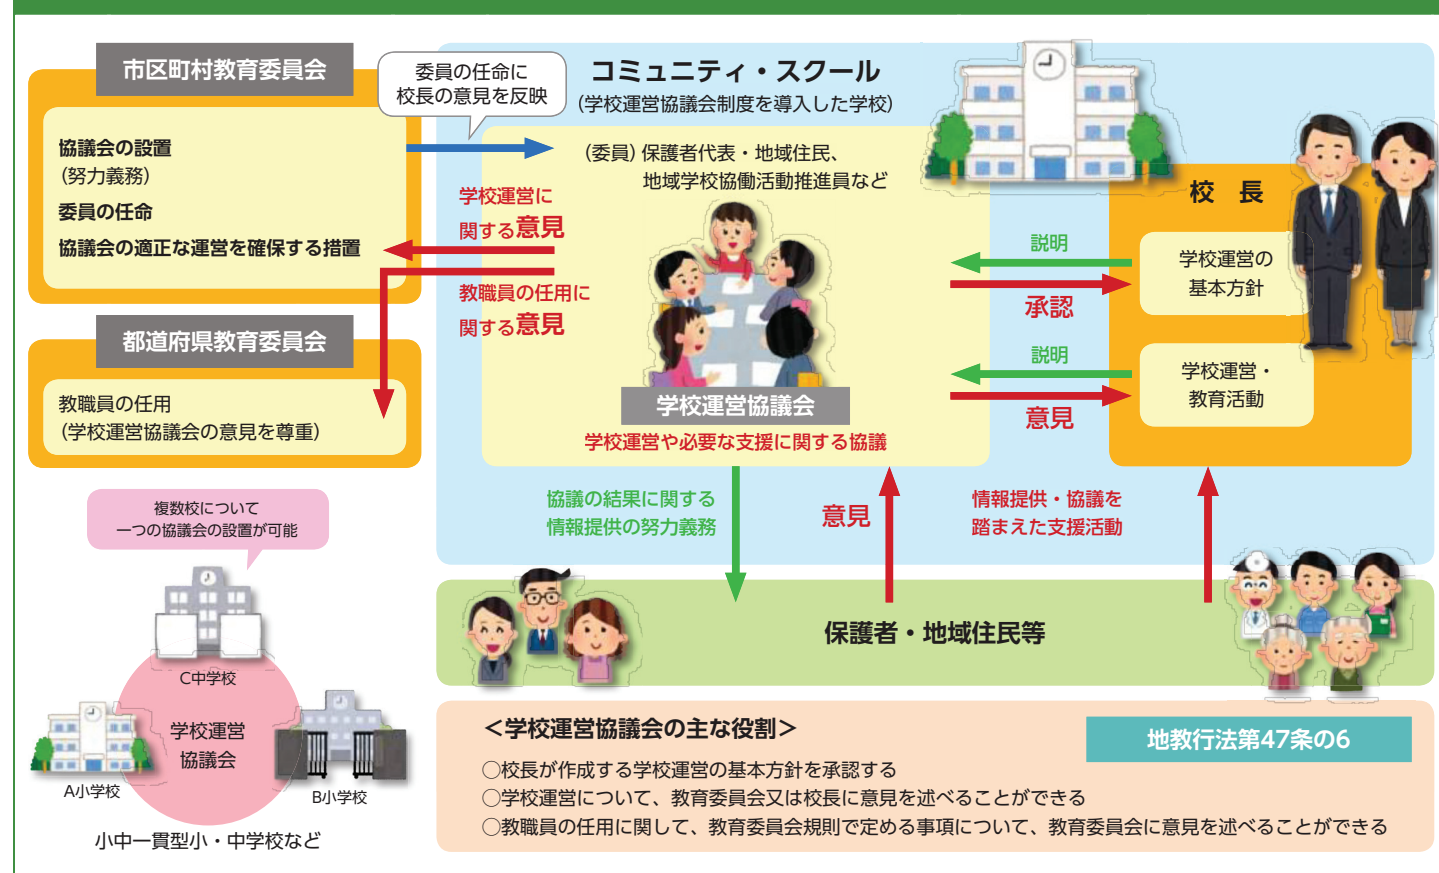 市区町村教育委員会
協議会の設置
(努力義務)
委員の任命
協議会の適正な運営を確保する措置
都道府県教育委員会
教職員の任用
(学校運営協議会の意見を尊重)
委員の任命に
校長の意見を反映
コミュニティ・スクール
(学校運営協議会制度を導入した学校)
(委員) 保護者代表・地域住民、
地域学校協働活動推進員など
学校運営に
関する意見
教職員の任用に
関する意見
学校運営協議会
学校運営や必要な支援に関する協議
校 長
説明
承認
学校運営の
基本方針
説明
意見
学校運営・
教育活動
協議の結果に関する
情報提供の努力義務
意見
情報提供・協議を
踏まえた支援活動
保護者・地域住民等
複数校について
一つの協議会の設置が可能
C中学校
学校運営
協議会
A小学校
B小学校
小中一貫型小・中学校など
＜学校運営協議会の主な役割＞
地教行法第47条の6
○校長が作成する学校運営の基本方針を承認する
○学校運営について、教育委員会又は校長に意見を述べることができる
○教職員の任用に関して、教育委員会規則で定める事項について、教育委員会に意見を述べることができる